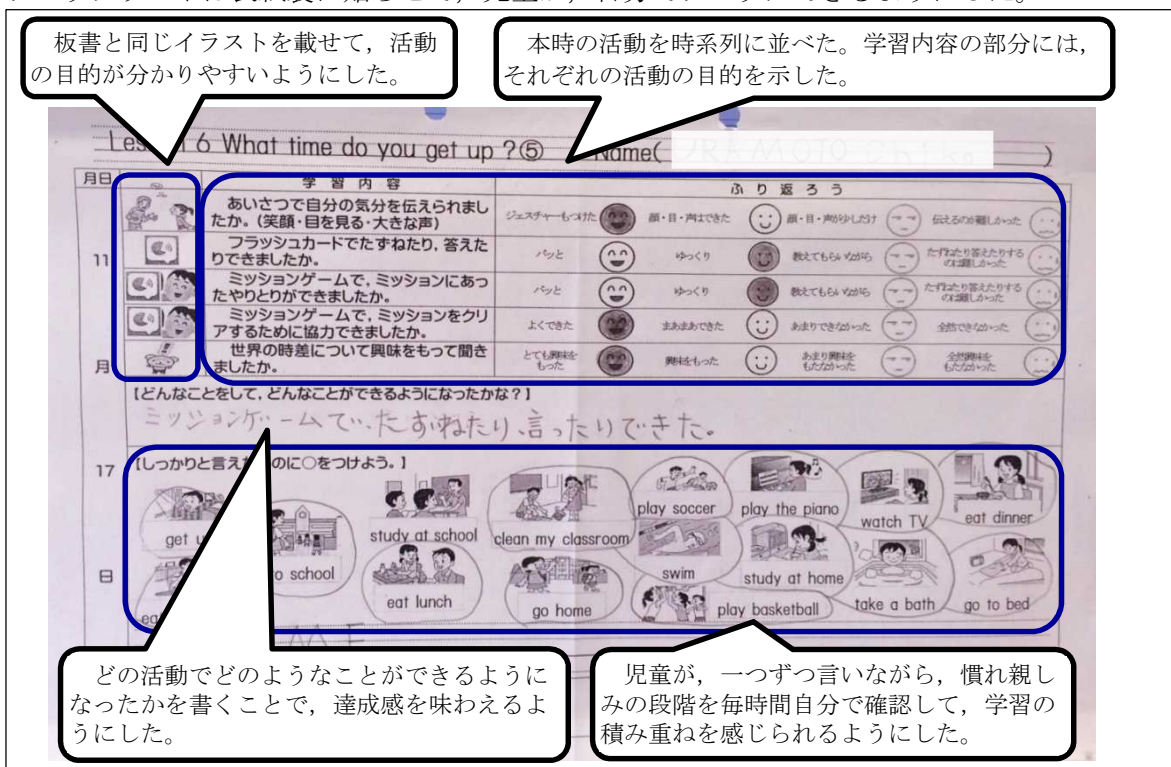 板書と同じイラストを載せて，活動
の目的が分かりやすいようにした。
本時の活動を時系列に並べた。学習内容の部分には，
それぞれの活動の目的を示した。
6 What time do you get up ?⑤ Name( )
月日 学習内容 ふり返ろう
あいさつで自分の気分を伝えられまし
たか。(笑顔・目を見る・大きな声)
ジェスチャーもつけた 顔・目・声はできた 顔・目・声が少しだけ 伝えるのが難しかった
11
フラッシュカードでたずねたり，答えた
りできましたか。
パッと ゆっくり 教えてもらいながら たずねたり答えたりする
のは難しかった
ミッションゲームで，ミッションにあっ
たやりとりができましたか。
パッと ゆっくり 教えてもらいながら たずねたり答えたりする
のは難しかった
ミッションゲームで，ミッションをクリ
アするために協力できましたか。
よくできた まあまあできた あまりできなかった 全然できなかった
月
世界の時差について興味をもって聞き
ましたか。
とても興味を
もった
興味をもった
あまり興味を
もたなかった
全然興味を
もたなかった
【どんなことをして，どんなことができるようになったかな？】
ミッションゲームで、たずねたり、言ったりできた。
17
【しっかりと言えた のに○をつけよう。】
get
study at school
clean my classroom
play soccer
play the piano
watch TV
eat dinner
日
school
eat lunch
go home
swim
play basketball
study at home
take a bath
go to bed
どの活動でどのようなことができるように
なったかを書くことで，達成感を味わえるよ
うにした。
児童が，一つずつ言いながら，慣れ親し
みの段階を毎時間自分で確認して，学習の
積み重ねを感じられるようにした。